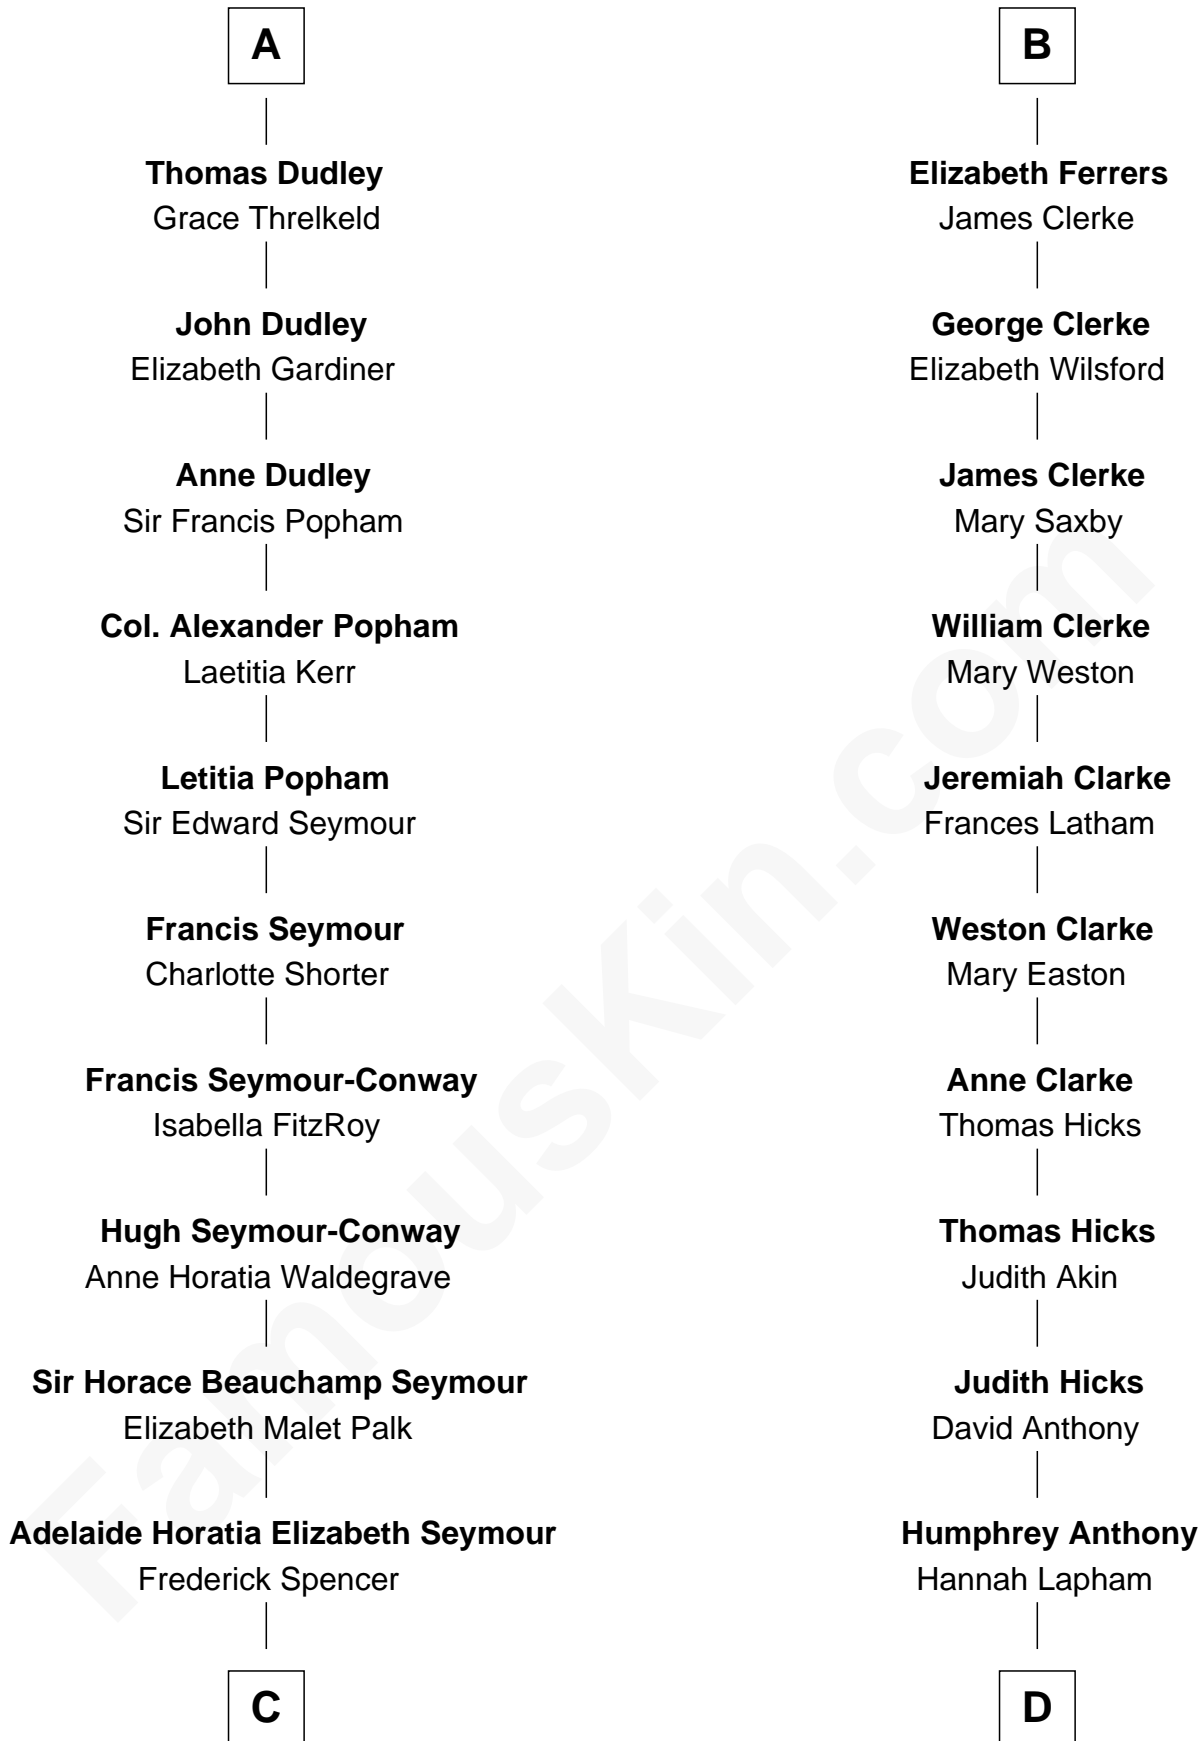 A
Thomas Dudley
Grace Threlkeld
John Dudley
Elizabeth Gardiner
Anne Dudley
Sir Francis Popham
Col. Alexander Popham
Laetitia Kerr
Letitia Popham
Sir Edward Seymour
Francis Seymour
Charlotte Shorter
Francis Seymour-Conway
Isabella FitzRoy
Hugh Seymour-Conway
Anne Horatia Waldegrave
Sir Horace Beauchamp Seymour
Elizabeth Malet Palk
Adelaide Horatia Elizabeth Seymour
Frederick Spencer
C
B
Elizabeth Ferrers
James Clerke
George Clerke
Elizabeth Wilsford
James Clerke
Mary Saxby
William Clerke
Mary Weston
Jeremiah Clarke
Frances Latham
Weston Clarke
Mary Easton
Anne Clarke
Thomas Hicks
Thomas Hicks
Judith Akin
Judith Hicks
David Anthony
Humphrey Anthony
Hannah Lapham
D
FamousKin.com